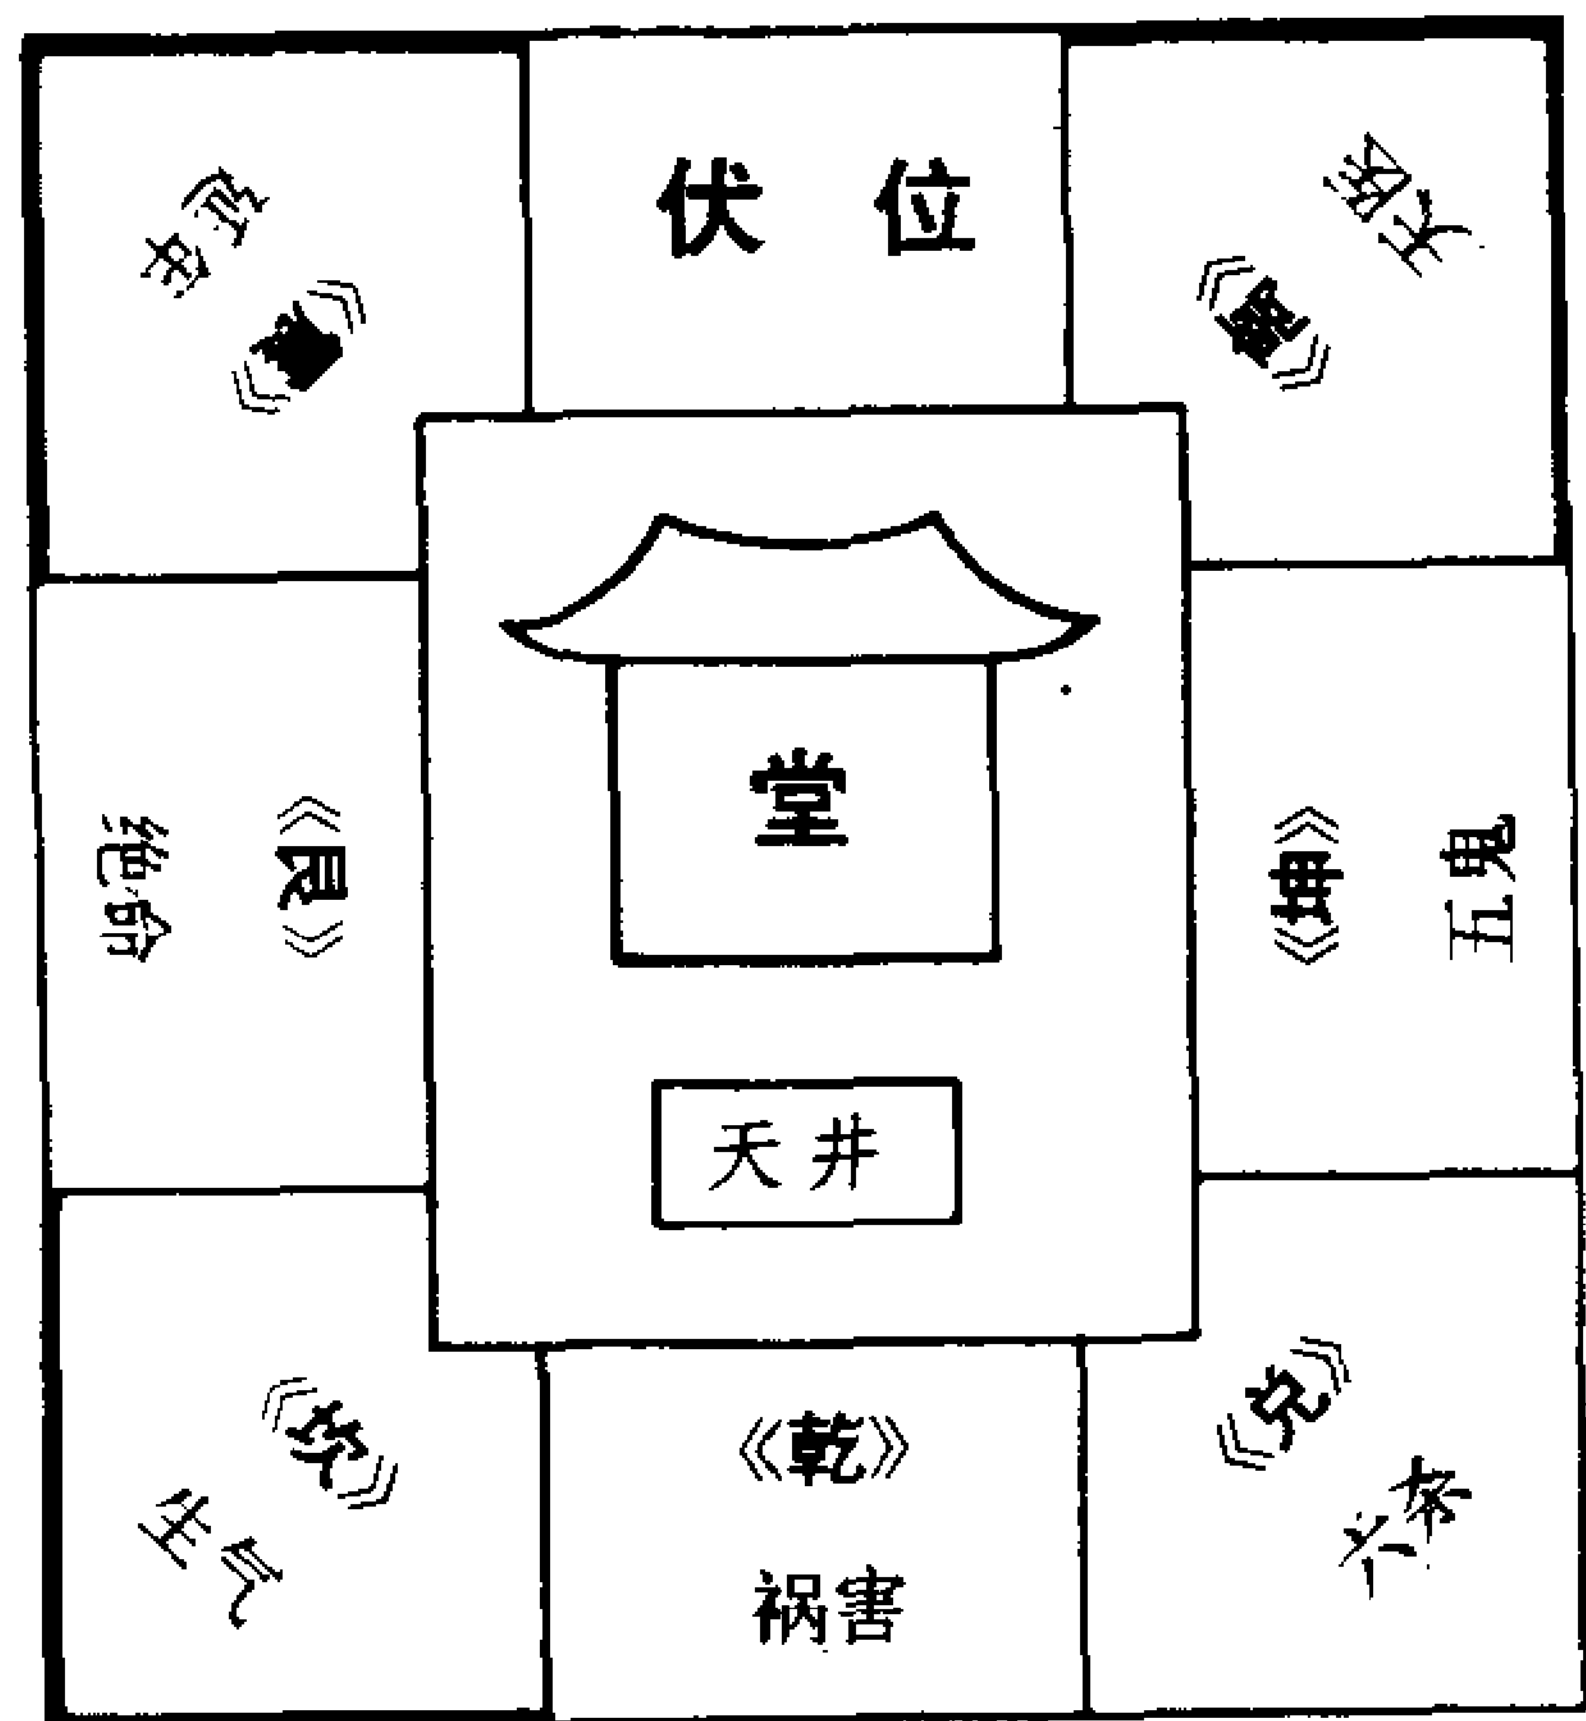 伏位
延年
天医
堂
绝命
《艮》
《坤》
五鬼
天井
《坎》
生气
《乾》
祸害
《兑》
六杀